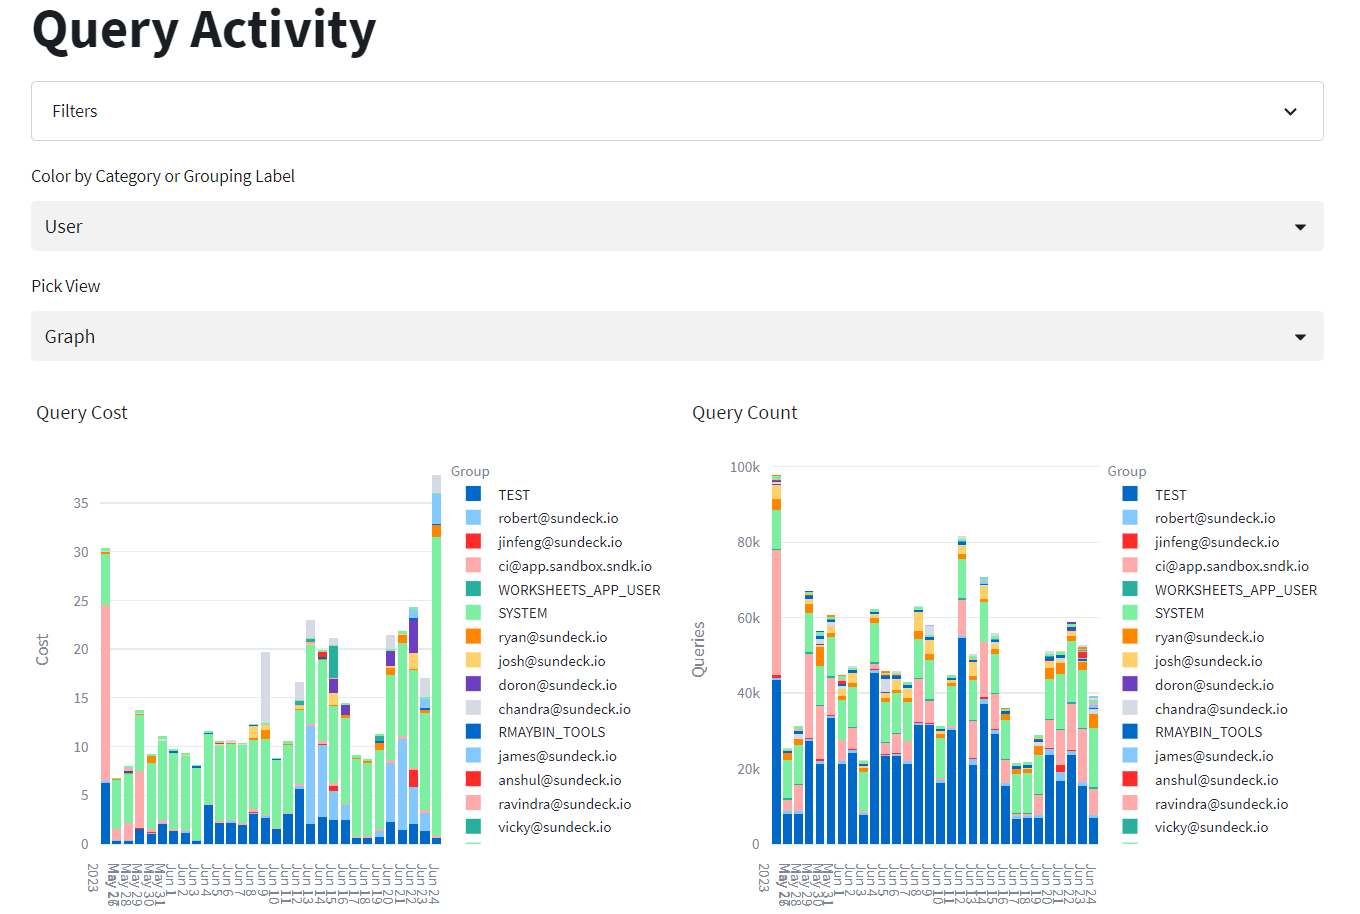 Query Activity
Filters
Color by Category or Grouping Label
User
Pick View
Graph
Query Cost
Query Count
Cost
35
30
25
20
15
10
5
0
2023
May 28
May 29
May 30
May 31
Jun 1
Jun 2
Jun 3
Jun 4
Jun 5
Jun 6
Jun 7
Jun 8
Jun 9
Jun 10
Jun 11
Jun 12
Jun 13
Jun 14
Jun 15
Jun 16
Jun 17
Jun 18
Jun 19
Jun 20
Jun 21
Jun 22
Jun 23
Jun 24
Group
TEST
robert@sundeck.io
jinfeng@sundeck.io
ci@app.sandbox.sndk.io
WORKSHEETS_APP_USER
SYSTEM
ryan@sundeck.io
josh@sundeck.io
doron@sundeck.io
chandra@sundeck.io
RMAYBIN_TOOLS
james@sundeck.io
anshul@sundeck.io
ravindra@sundeck.io
vicky@sundeck.io
Queries
100k
80k
60k
40k
20k
0
2023
May 28
May 29
May 30
May 31
Jun 1
Jun 2
Jun 3
Jun 4
Jun 5
Jun 6
Jun 7
Jun 8
Jun 9
Jun 10
Jun 11
Jun 12
Jun 13
Jun 14
Jun 15
Jun 16
Jun 17
Jun 18
Jun 19
Jun 20
Jun 21
Jun 22
Jun 23
Jun 24
Group
TEST
robert@sundeck.io
jinfeng@sundeck.io
ci@app.sandbox.sndk.io
WORKSHEETS_APP_USER
SYSTEM
ryan@sundeck.io
josh@sundeck.io
doron@sundeck.io
chandra@sundeck.io
RMAYBIN_TOOLS
james@sundeck.io
anshul@sundeck.io
ravindra@sundeck.io
vicky@sundeck.io